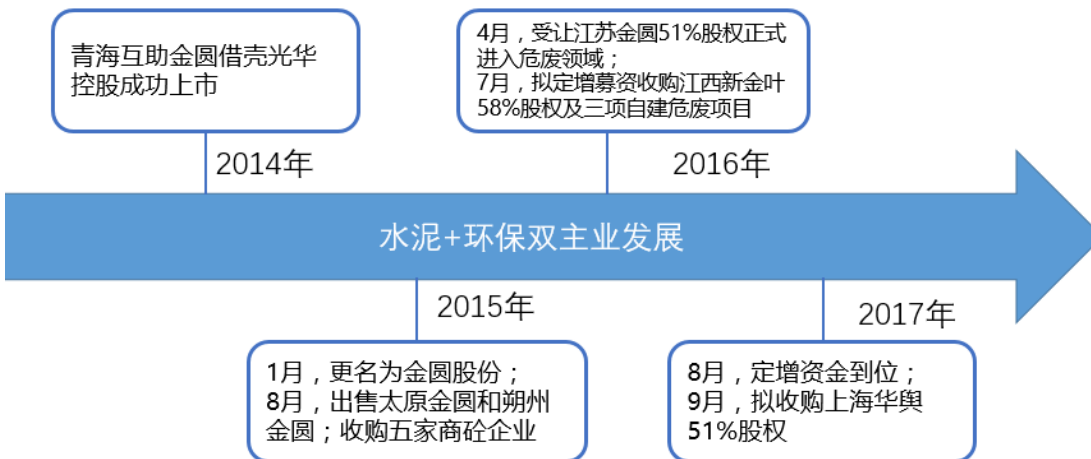 青海互助金圆借壳光华
控股成功上市
2014年
4月，受让江苏金圆51%股权正式
进入危废领域；
7月，拟定增募资收购江西新金叶
58%股权及三项自建危废项目
2016年
水泥+环保双主业发展
2015年
1月，更名为金圆股份；
8月，出售太原金圆和朔州
金圆；收购五家商砼企业
2017年
8月，定增资金到位；
9月，拟收购上海华舆
51%股权